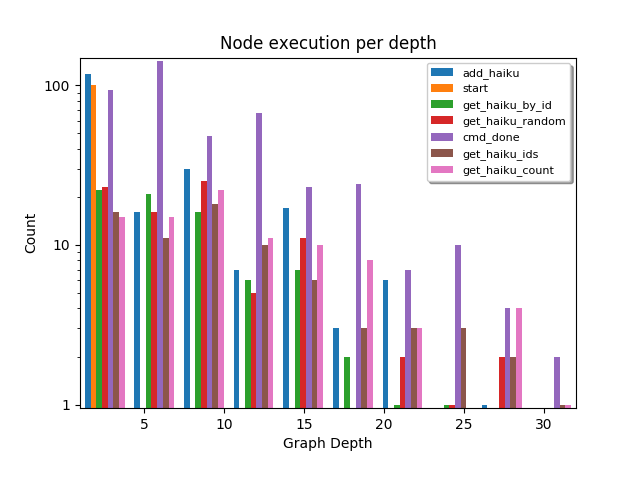 Node execution per depth
add_haiku
start
get_haiku_by_id
get_haiku_random
cmd_done
get_haiku_ids
get_haiku_count
100
10
1
Count
5 10 15 20 25 30
Graph Depth